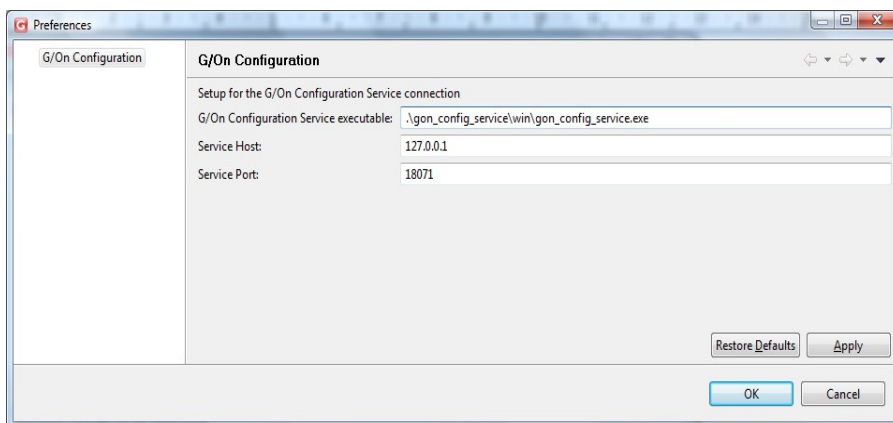 Preferences
G/On Configuration
G/On Configuration
Setup for the G/On Configuration Service connection
G/On Configuration Service executable: .\gon_config_service\win\gon_config_service.exe
Service Host: 127.0.0.1
Service Port: 18071
Restore Defaults Apply
OK Cancel